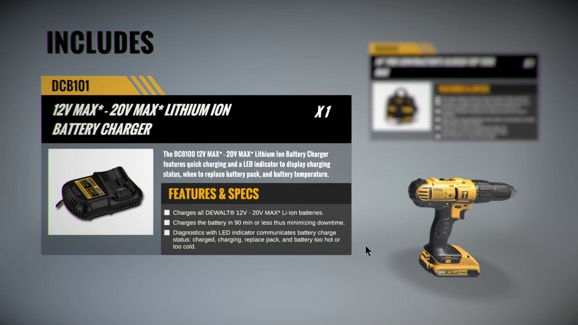 INCLUDES
DCB101
12V MAX* - 20V MAX* LITHIUM ION
BATTERY CHARGER
X 1
The DCB100 12V MAX* - 20V MAX* Lithium Ion Battery Charger
features quick charging and a LED indicator to display charging
status, when to replace battery pack, and battery temperature.
FEATURES & SPECS
Charges all DEWALT® 12V - 20V MAX* Li-Ion batteries.
Charges the battery in 90 min or less thus minimizing downtime.
Diagnostics with LED indicator communicates battery charge
status: charged, charging, replace pack, and battery too hot or
too cold.
FEATURES & SPECS